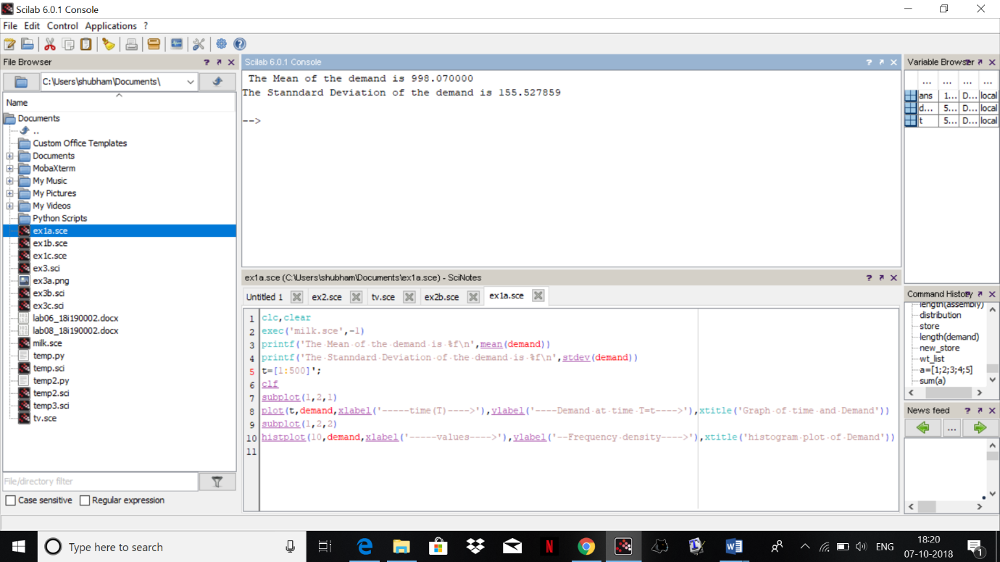 Scilab 6.0.1 Console
File Edit Control Applications ?
File Browser ? 
C:\Users\shubham\Documents\
Name
Documents
..
Custom Office Templates
Documents
MobaXterm
My Music
My Pictures
My Videos
Python Scripts
ex1a.sce
ex1b.sce
ex1c.sce
ex3.sci
ex3a.png
ex3b.sci
ex3c.sci
lab06_18i190002.docx
lab08_18i190002.docx
milk.sce
temp.py
temp.sci
temp2.py
temp2.sci
temp3.sci
tv.sce
File/directory filter
Case sensitive Regular expression
Scilab 6.0.1 Console ?
The Mean of the demand is 998.070000
The Stanndard Deviation of the demand is 155.527859
-->
ex1a.sce (C:\Users\shubham\Documents\ex1a.sce) - SciNotes ?
Untitled 1 ex2.sce tv.sce ex2b.sce ex1a.sce
1 clc,clear
2 exec('milk.sce',-1)
3 printf('The Mean of the demand is %f\n',mean(demand))
4 printf('The Stanndard Deviation of the demand is %f\n',stdev(demand))
5 t=[1:500]';
6 clf
7 subplot(1,2,1)
8 plot(t,demand,xlabel('-----time(T)---->'),ylabel('----Demand at time T=t---->'),xtitle('Graph of time and Demand'))
9 subplot(1,2,2)
10 histplot(10,demand,xlabel('-----values---->'),ylabel('--Frequency density---->'),xtitle('histogram plot of Demand'))
11
Variable Browser
... ... ... ...
ans 1... D... local
d... 5... D... local
t 5... D... local
Command History
length(assembly)
distribution
store
length(demand)
new_store
wt_list
a=[1;2;3;4;5]
sum(a)
News feed ?
...
Type here to search
ENG
18:20
07-10-2018
1